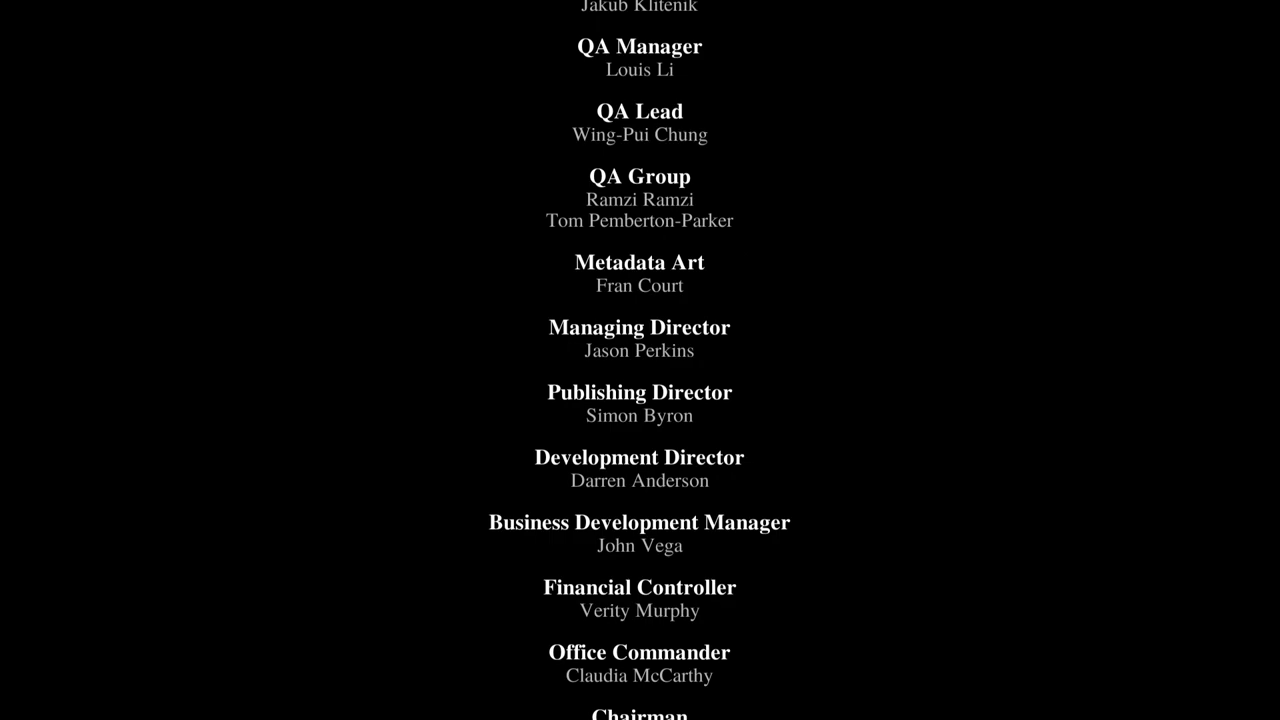 Jakub Klitenik
QA Manager
Louis Li
QA Lead
Wing-Pui Chung
QA Group
Ramzi Ramzi
Tom Pemberton-Parker
Metadata Art
Fran Court
Managing Director
Jason Perkins
Publishing Director
Simon Byron
Development Director
Darren Anderson
Business Development Manager
John Vega
Financial Controller
Verity Murphy
Office Commander
Claudia McCarthy
Chairman